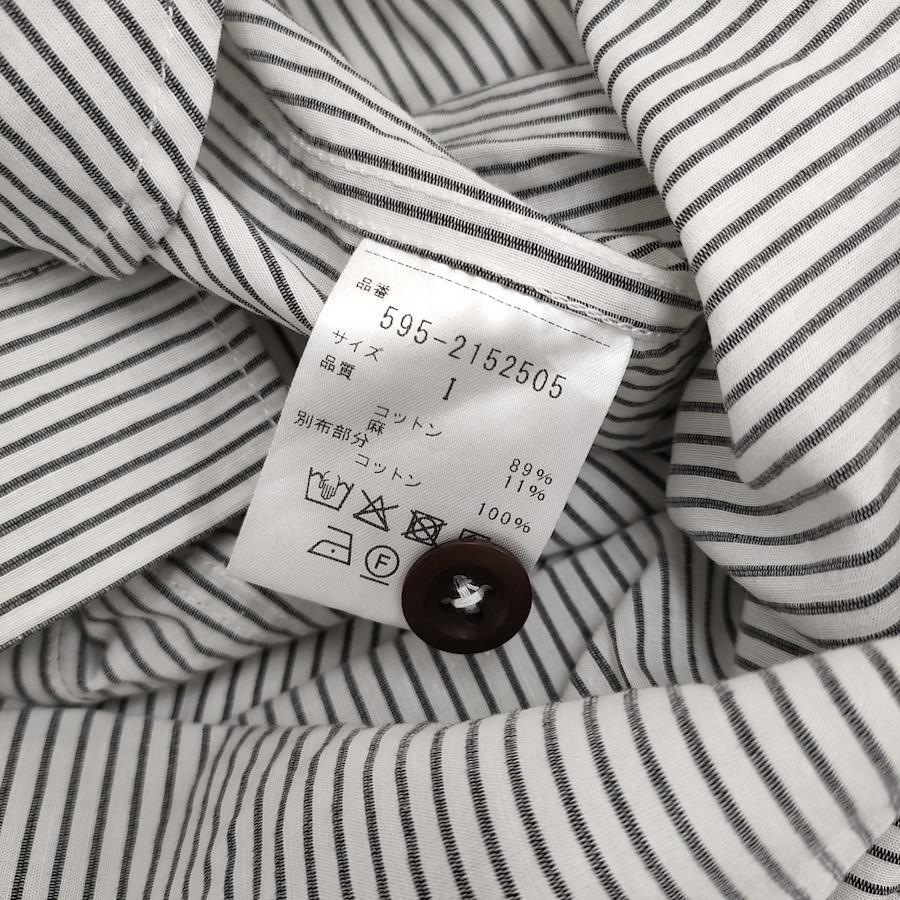 品番
595-2152505
サイズ
I
品質
コットン 89%
麻 11%
別布部分
コットン 100%
F